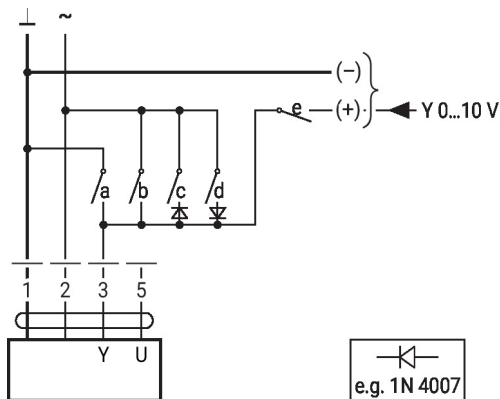 ⊥ ~
(–)
e (+) Y 0...10 V
a b c d
1 2 3 5
Y U
e.g. 1N 4007